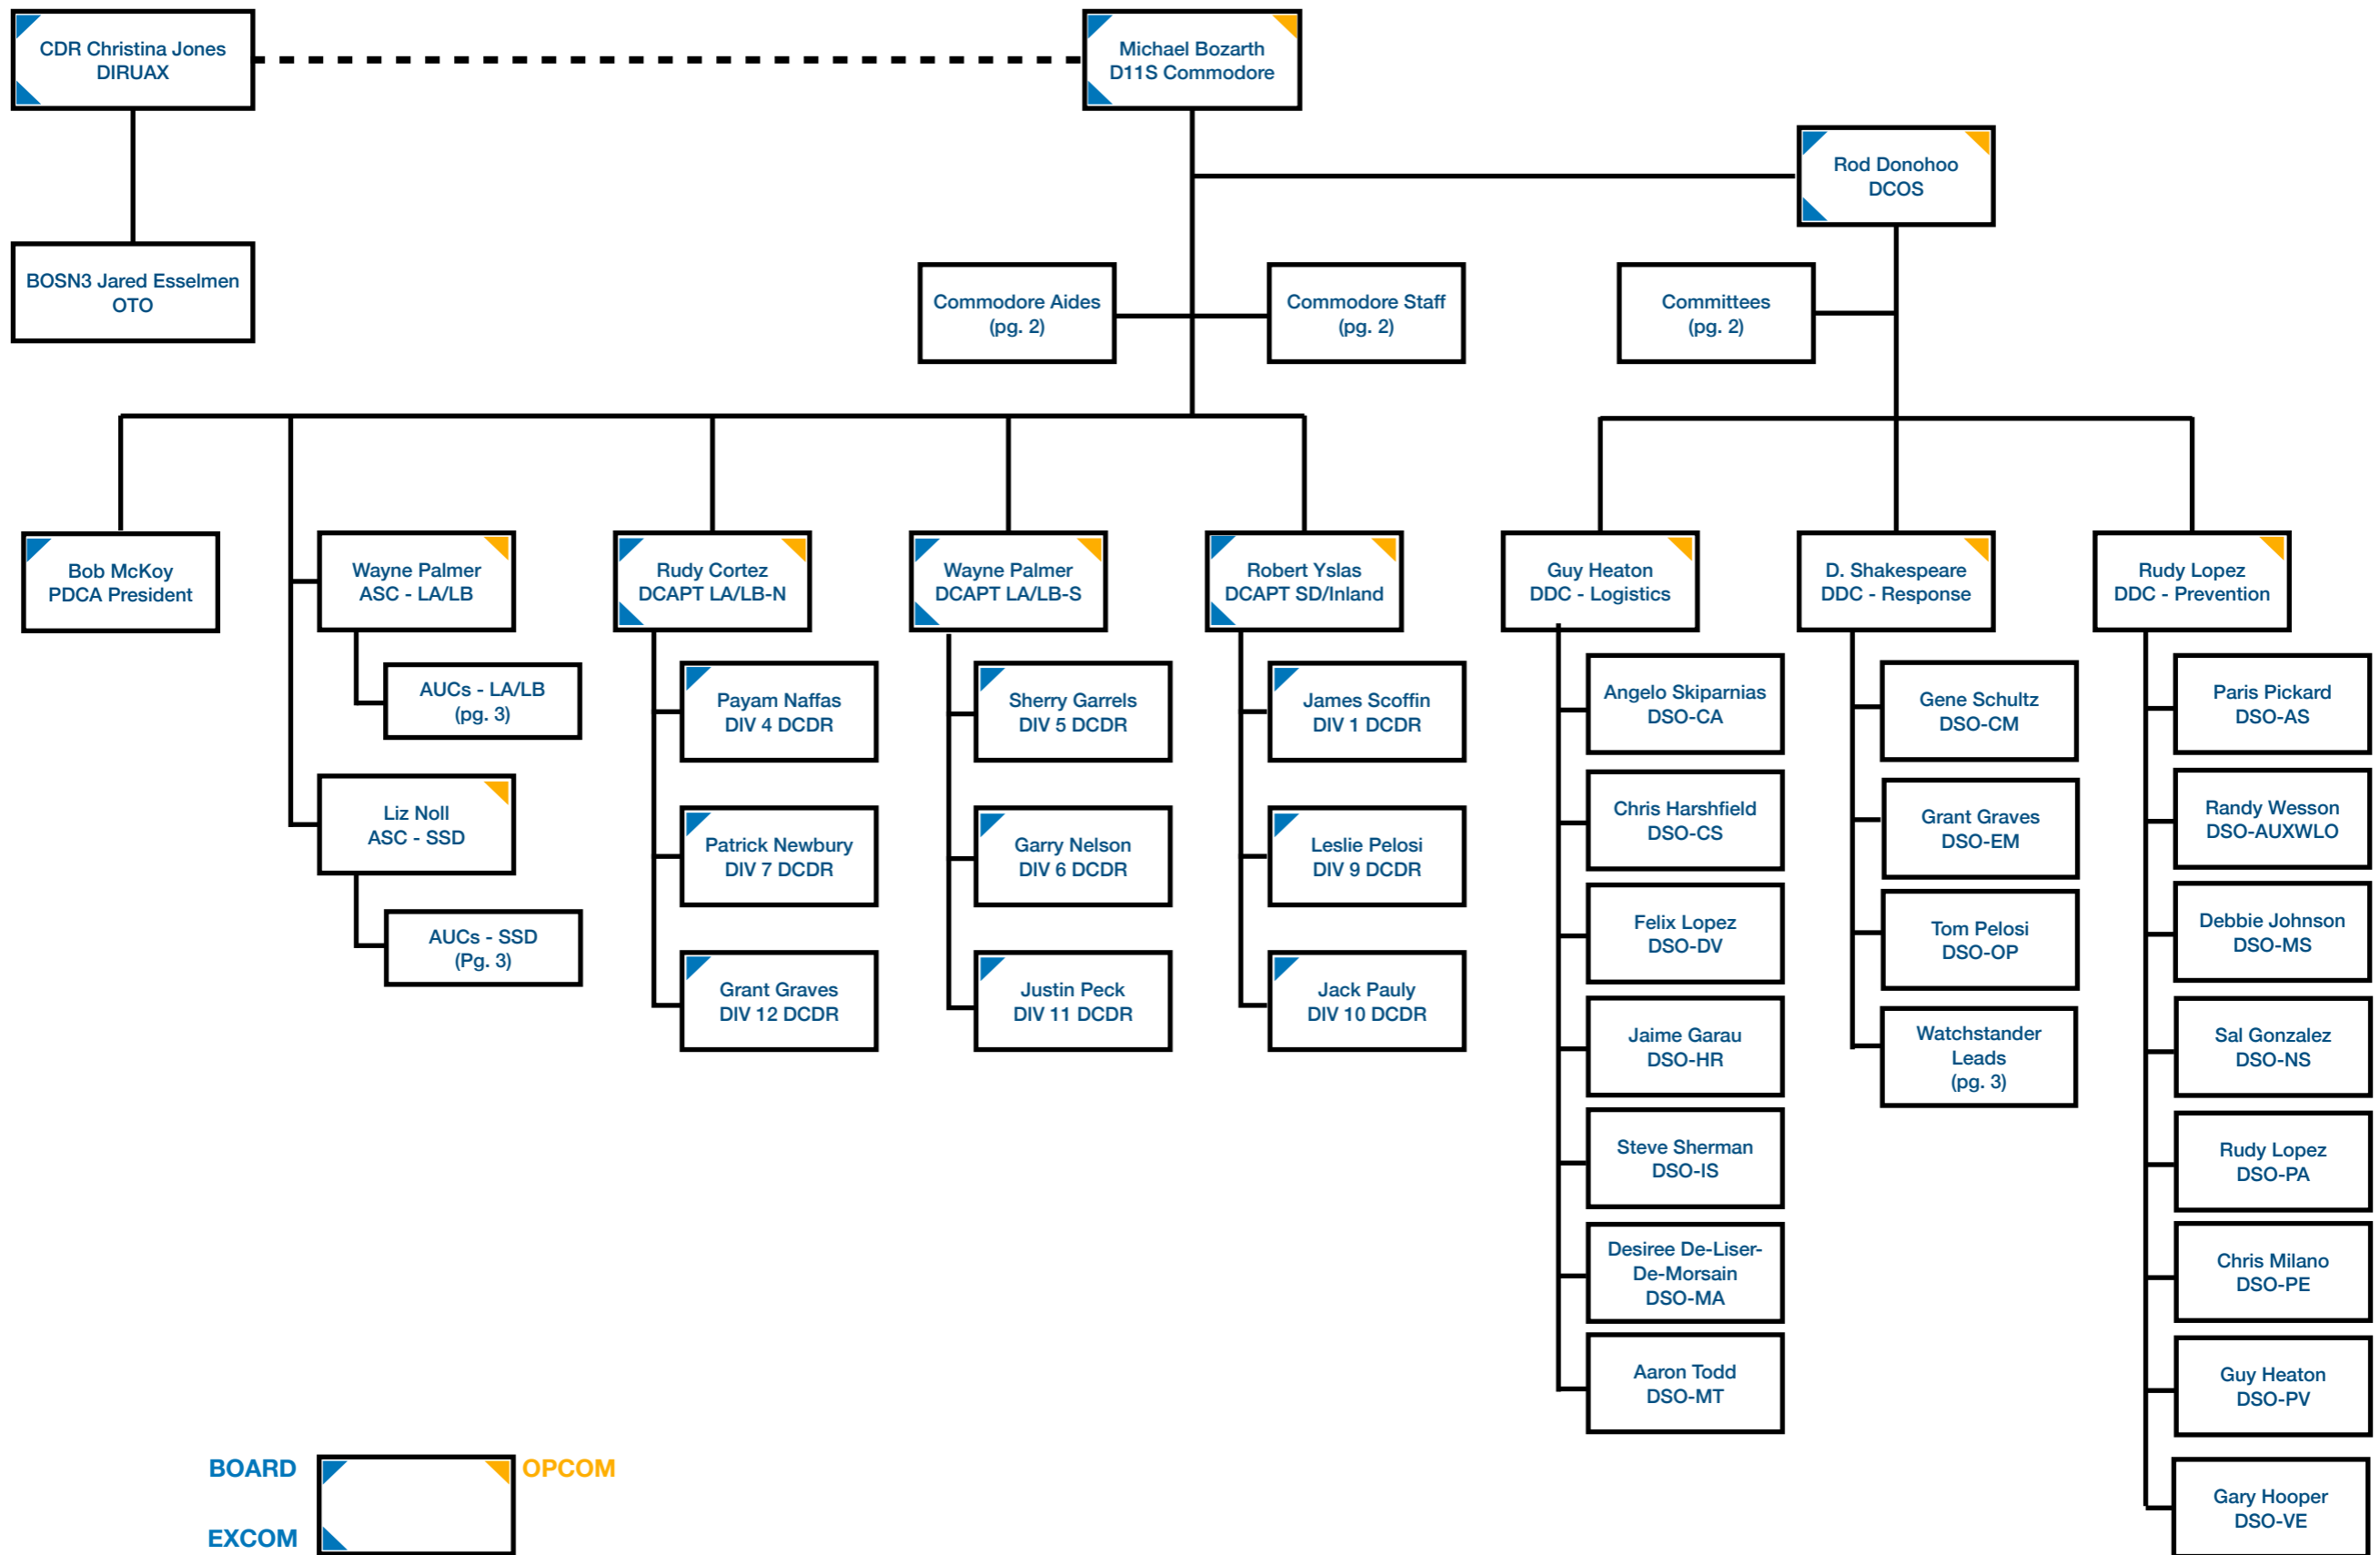 CDR Christina Jones
DIRUAX
Michael Bozarth
D11S Commodore
Rod Donohoo
DCOS
BOSN3 Jared Esselmen
OTO
Commodore Aides
(pg. 2)
Commodore Staff
(pg. 2)
Committees
(pg. 2)
Bob McKoy
PDCA President
Wayne Palmer
ASC - LA/LB
AUCs - LA/LB
(pg. 3)
Liz Noll
ASC - SSD
AUCs - SSD
(Pg. 3)
Rudy Cortez
DCAPT LA/LB-N
Payam Naffas
DIV 4 DCDR
Patrick Newbury
DIV 7 DCDR
Grant Graves
DIV 12 DCDR
Wayne Palmer
DCAPT LA/LB-S
Sherry Garrels
DIV 5 DCDR
Garry Nelson
DIV 6 DCDR
Justin Peck
DIV 11 DCDR
Robert Yslas
DCAPT SD/Inland
James Scoffin
DIV 1 DCDR
Leslie Pelosi
DIV 9 DCDR
Jack Pauly
DIV 10 DCDR
Guy Heaton
DDC - Logistics
Angelo Skiparnias
DSO-CA
Chris Harshfield
DSO-CS
Felix Lopez
DSO-DV
Jaime Garau
DSO-HR
Steve Sherman
DSO-IS
Desiree De-Liser-
De-Morsain
DSO-MA
Aaron Todd
DSO-MT
D. Shakespeare
DDC - Response
Gene Schultz
DSO-CM
Grant Graves
DSO-EM
Tom Pelosi
DSO-OP
Watchstander
Leads
(pg. 3)
Rudy Lopez
DDC - Prevention
Paris Pickard
DSO-AS
Randy Wesson
DSO-AUXWLO
Debbie Johnson
DSO-MS
Sal Gonzalez
DSO-NS
Rudy Lopez
DSO-PA
Chris Milano
DSO-PE
Guy Heaton
DSO-PV
Gary Hooper
DSO-VE
BOARD
OPCOM
EXCOM